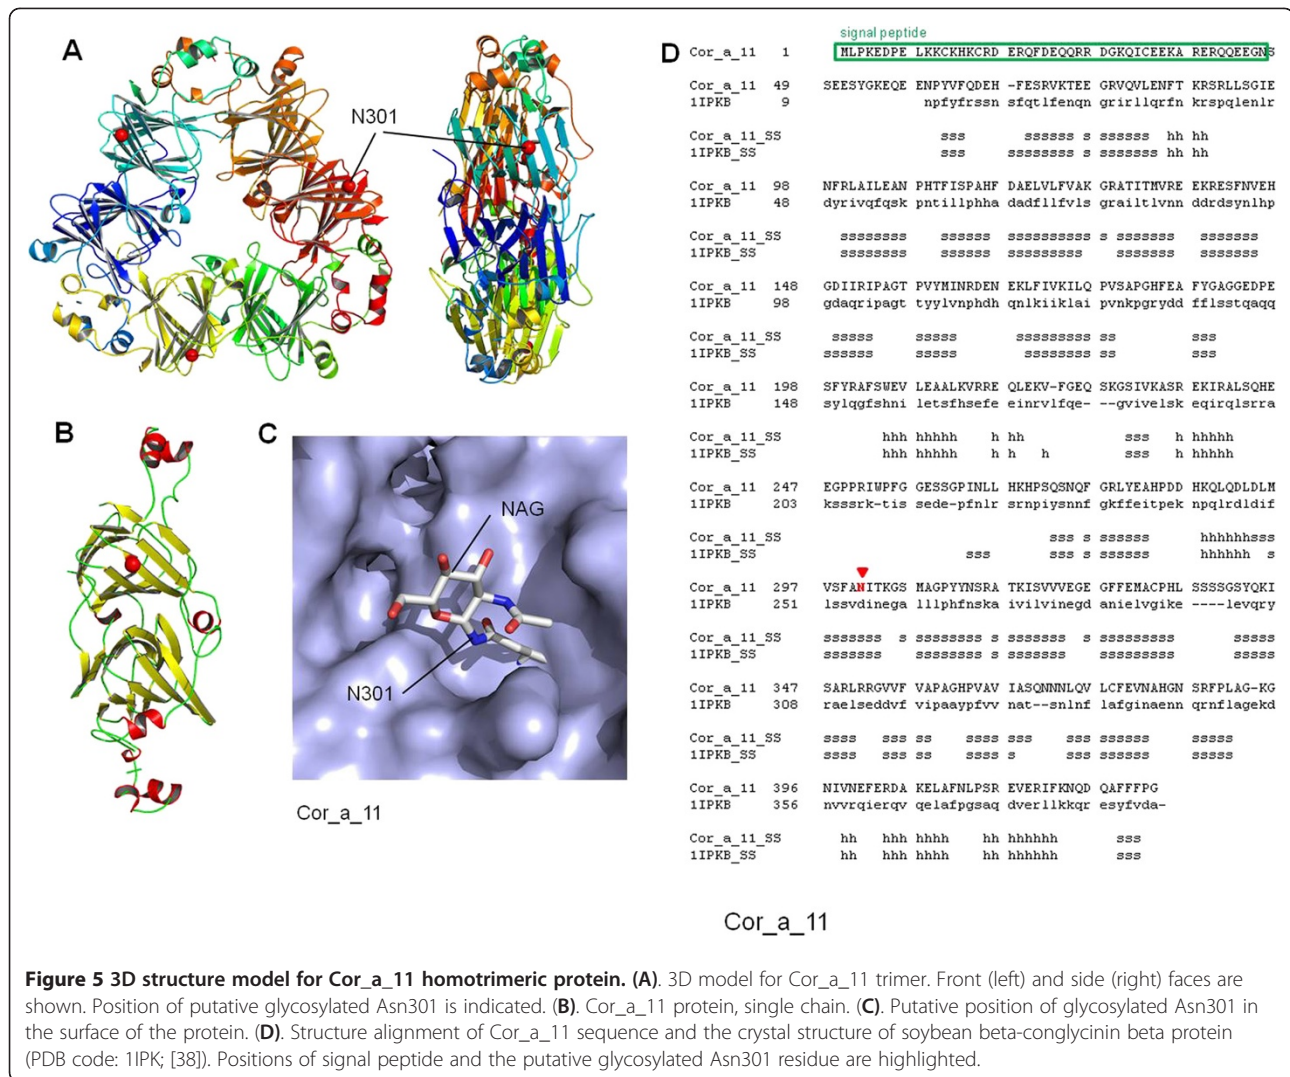 A
N301
B
C
NAG
N301
Cor_a_11
D
signal peptide
Cor_a_11 1 MLPKEDPE LKKCKHKCRD ERQFDEQQRR DGKQICEEKA RERQQEEGNS
Cor_a_11 49 SEESYGKEQE ENPYVFQDEH -FESRVKTEE GRVQVLENFT KRSRLLSGIE
1IPKB 9 npfyfrssn sfqtlfenqn grirllqrfn krspqlenlr
Cor_a_11_SS sss ssssss s ssssss h hh
1IPKB_SS sss ssssssss sssssss hh hh
Cor_a_11 98 NFRLAILEAN PHTFISPAHF DAELVLFVAK GRATITMVRE EKRESFNVEH
1IPKB 48 dyrivqfqsk pntillphha dadfllfvls grailtlvnn ddrdsynlhp
Cor_a_11_SS ssssssss sssss ssssss ssssssssss s ssssss sssssss
1IPKB_SS ssssssss sssss ssssss ssssssssss ssssss ssssss
Cor_a_11 148 GDIIRIPAGT PVYMINRDEN EKLFIVKILQ PVSAPGHFEA FYGAGGEDPE
1IPKB 98 gdaqripagt tyylvnphdh qnlkiiklai pvnkpgrydd fflsstqaqq
Cor_a_11_SS sssss sssss sssssssss ss sss
1IPKB_SS ssssss sssss ssssssss ss sss
Cor_a_11 198 SFYRAFSWEV LEAALKVRRE QLEKV-FGEQ SKGSIVKASR EKIRALSQHE
1IPKB 148 sylqgfshni letsfhsefe einrvlfqe- --gvivelsk eqirqlsrra
Cor_a_11_SS hhh hhhhh h hh sss h hhhhh
1IPKB_SS hhh hhhhh h h h sss h hhhhh
Cor_a_11 247 EGPPRIWPFG GESSGPINLL HKHPSQSNQF GRLYEAHPDD HKQLQDLDLM
1IPKB 203 ksssrk-tis sede-pfnlr srnpiysnnf gkffeitpek npqlrdldif
Cor_a_11_SS sss s ssssss hhhhhhsss
1IPKB_SS sss sss s ssssss hhhhhh s
Cor_a_11 297 VSFANITKGS MAGPYYNSRA TKISVVVEGE GFFEMACPHL SSSSGSYQKI
1IPKB 251 lssvdinega lllphfnska ivilvinegd anielvgike ----levqry
Cor_a_11_SS sssssss s ssssssss s sssssss s sssssssss sssss
1IPKB_SS sssssss ssssssss s sssssss sssssssss sssss
Cor_a_11 347 SARLRRGVVF VAPAGHPVAV IASQNNNLQV LCFEVNAHGN SRFPLAG-KG
1IPKB 308 raelseddvf vipaaypfvv nat--snlnf lafginaenn qrnflagekd
Cor_a_11_SS ssss sss ss ssss sss sss ssssss sssss
1IPKB_SS ssss sss ss ssss s sss ssssss sssss
Cor_a_11 396 NIVNEFERDA KELAFNLPSR EVERIFKNQD QAFFFPG
1IPKB 356 nvvrqierqv qelafpgsaq dverllkkqr esyfvda-
Cor_a_11_SS hh hhh hhhh hh hhhhhh sss
1IPKB_SS hh hhh hhhh hh hhhhhh sss
Cor_a_11
Figure 5 3D structure model for Cor_a_11 homotrimeric protein. (A). 3D model for Cor_a_11 trimer. Front (left) and side (right) faces are
shown. Position of putative glycosylated Asn301 is indicated. (B). Cor_a_11 protein, single chain. (C). Putative position of glycosylated Asn301 in
the surface of the protein. (D). Structure alignment of Cor_a_11 sequence and the crystal structure of soybean beta-conglycinin beta protein
(PDB code: 1IPK; [38]). Positions of signal peptide and the putative glycosylated Asn301 residue are highlighted.